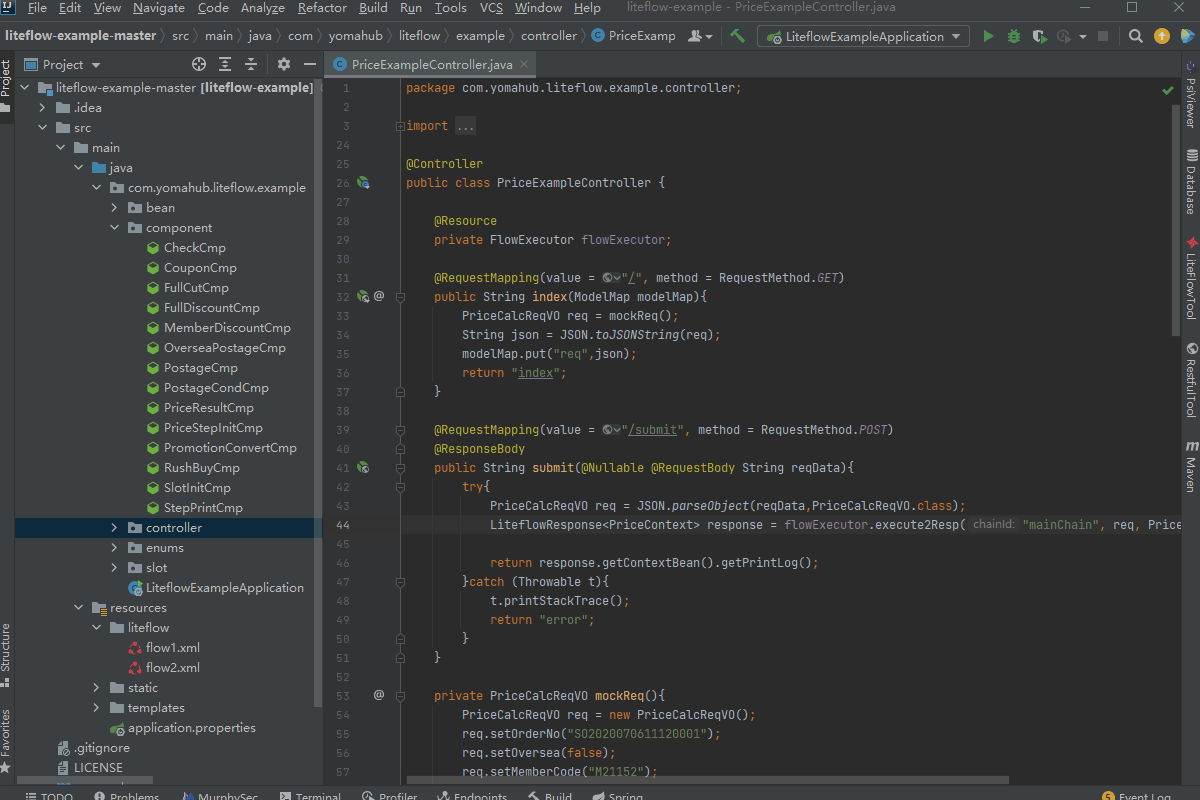 File Edit View Navigate Code Analyze Refactor Build Run Tools VCS Window Help liteflow-example - PriceExampleController.java
liteflow-example-master src main java com yomahub liteflow example controller PriceExamp LiteflowExampleApplication
Project
Project
Structure
Favorites
liteflow-example-master [liteflow-example]
.idea
src
main
java
com.yomahub.liteflow.example
bean
component
CheckCmp
CouponCmp
FullCutCmp
FullDiscountCmp
MemberDiscountCmp
OverseaPostageCmp
PostageCmp
PostageCondCmp
PriceResultCmp
PriceStepInitCmp
PromotionConvertCmp
RushBuyCmp
SlotInitCmp
StepPrintCmp
controller
enums
slot
LiteflowExampleApplication
resources
liteflow
flow1.xml
flow2.xml
static
templates
application.properties
.gitignore
LICENSE
PriceExampleController.java
1 package com.yomahub.liteflow.example.controller;
2
3 import ...
24
25 @Controller
26 public class PriceExampleController {
27
28 @Resource
29 private FlowExecutor flowExecutor;
30
31 @RequestMapping(value = "/", method = RequestMethod.GET)
32 @ public String index(ModelMap modelMap){
33 PriceCalcReqVO req = mockReq();
34 String json = JSON.toJSONString(req);
35 modelMap.put("req",json);
36 return "index";
37 }
38
39 @RequestMapping(value = "/submit", method = RequestMethod.POST)
40 @ResponseBody
41 public String submit(@Nullable @RequestBody String reqData){
42 try{
43 PriceCalcReqVO req = JSON.parseObject(reqData,PriceCalcReqVO.class);
44 LiteflowResponse<PriceContext> response = flowExecutor.execute2Resp( chainId: "mainChain", req, Price
45
46 return response.getContextBean().getPrintLog();
47 }catch (Throwable t){
48 t.printStackTrace();
49 return "error";
50 }
51 }
52
53 @ private PriceCalcReqVO mockReq(){
54 PriceCalcReqVO req = new PriceCalcReqVO();
55 req.setOrderNo("SO2020070611120001");
56 req.setOversea(false);
57 req.setMemberCode("M21152");
PsiViewer
Database
LiteFlowTool
RestfulTool
m Maven
TODO Problems MurphySec Terminal Profiler Endpoints Build Spring 5 Event Log